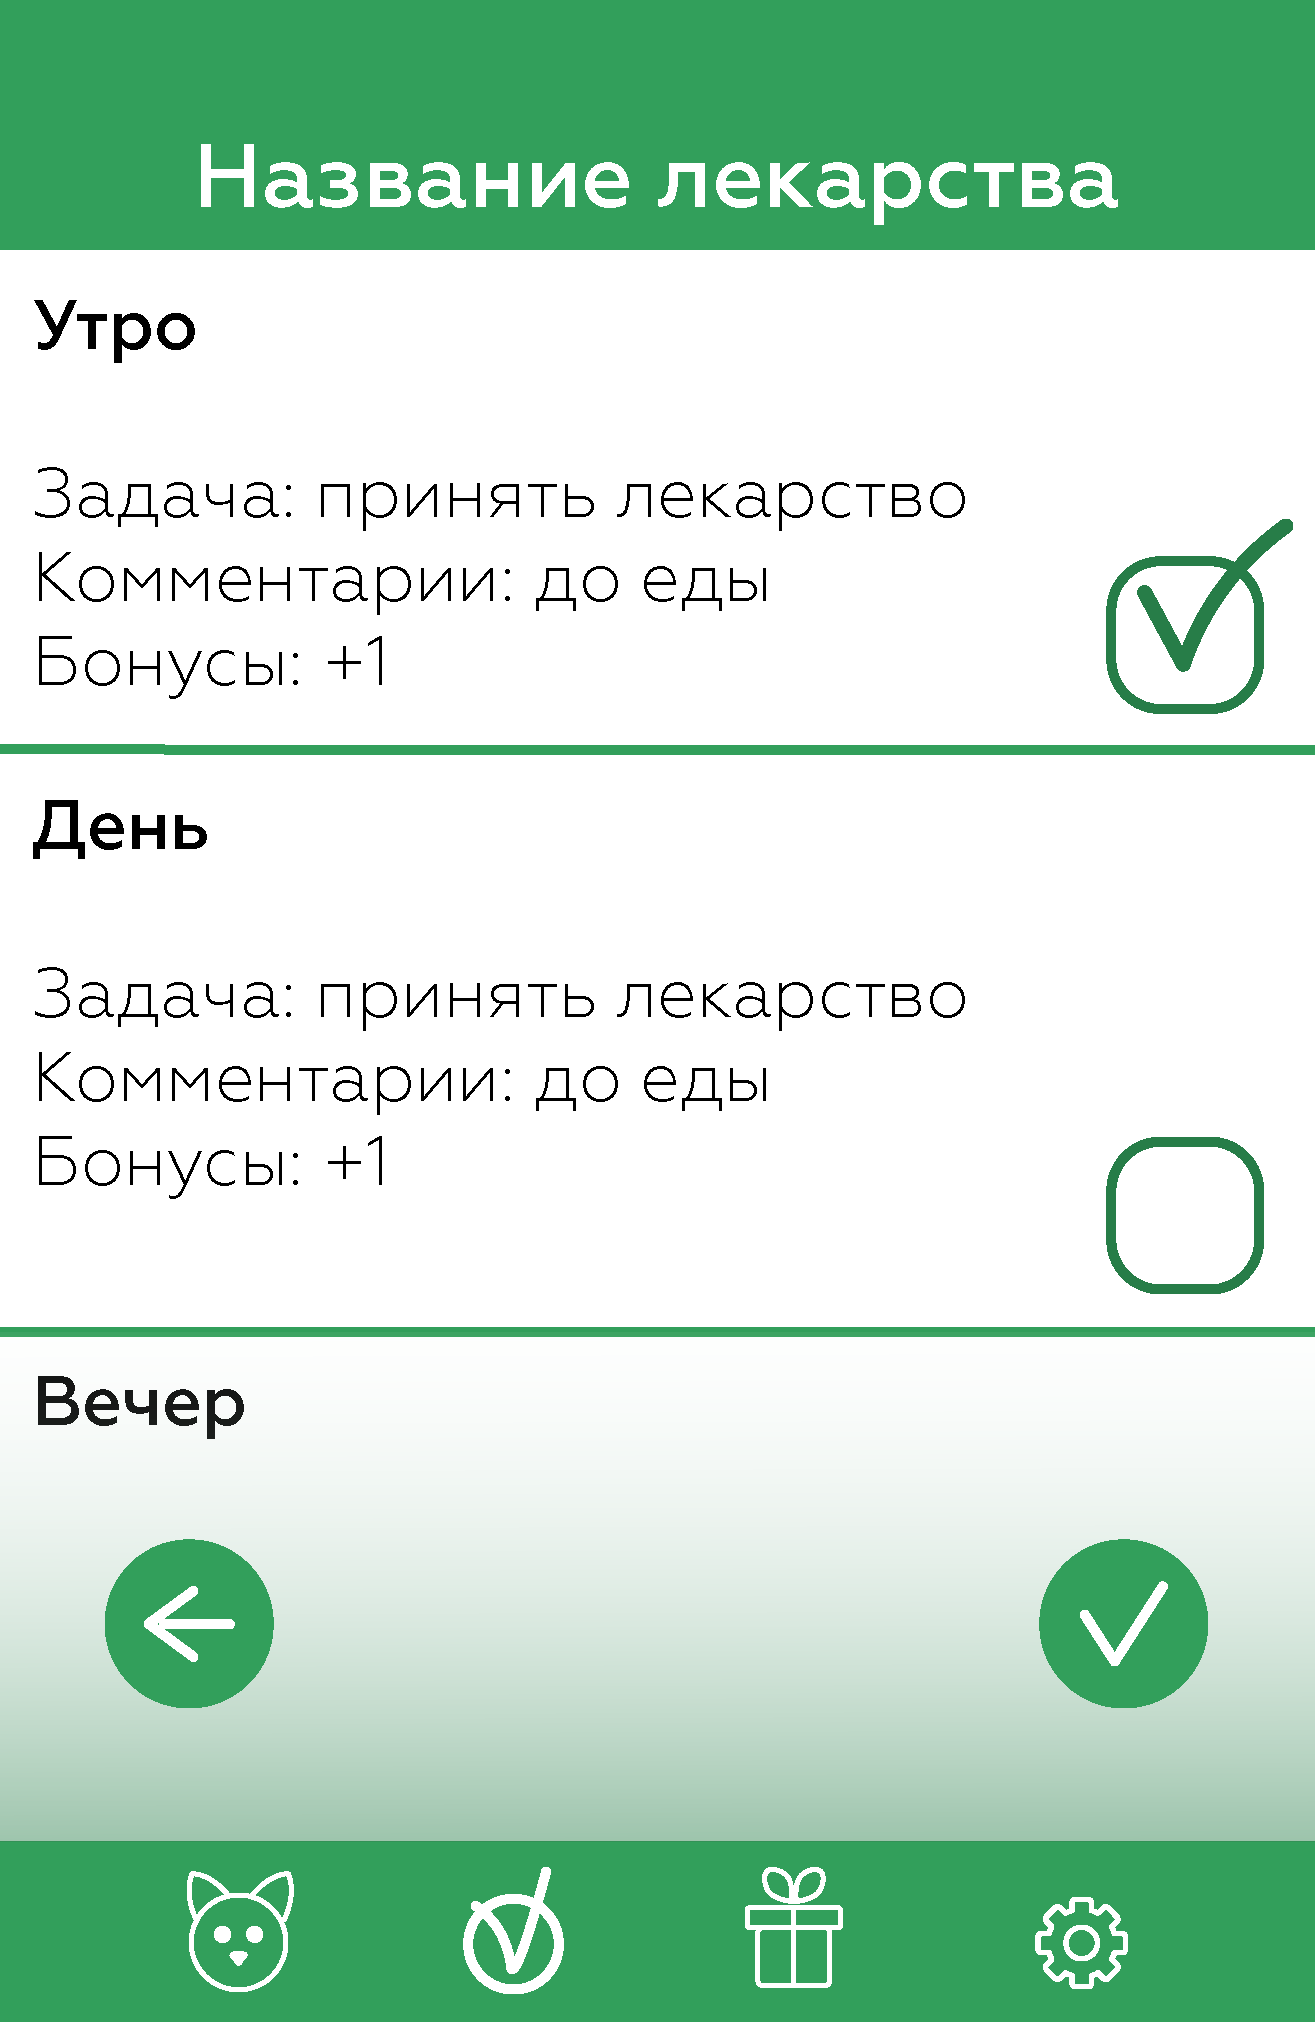 Название лекарства
Утро
Задача: принять лекарство
Комментарии: до еды
Бонусы: +1
День
Задача: принять лекарство
Комментарии: до еды
Бонусы: +1
Вечер